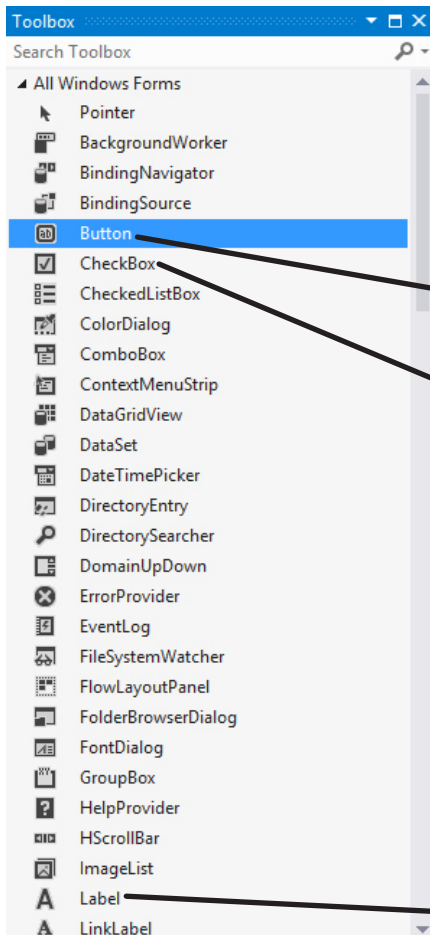 Toolbox
Search Toolbox
All Windows Forms
Pointer
BackgroundWorker
BindingNavigator
BindingSource
Button
CheckBox
CheckedListBox
ColorDialog
ComboBox
ContextMenuStrip
DataGridView
DataSet
DateTimePicker
DirectoryEntry
DirectorySearcher
DomainUpDown
ErrorProvider
EventLog
FileSystemWatcher
FlowLayoutPanel
FolderBrowserDialog
FontDialog
GroupBox
HelpProvider
HScrollBar
ImageList
Label
LinkLabel